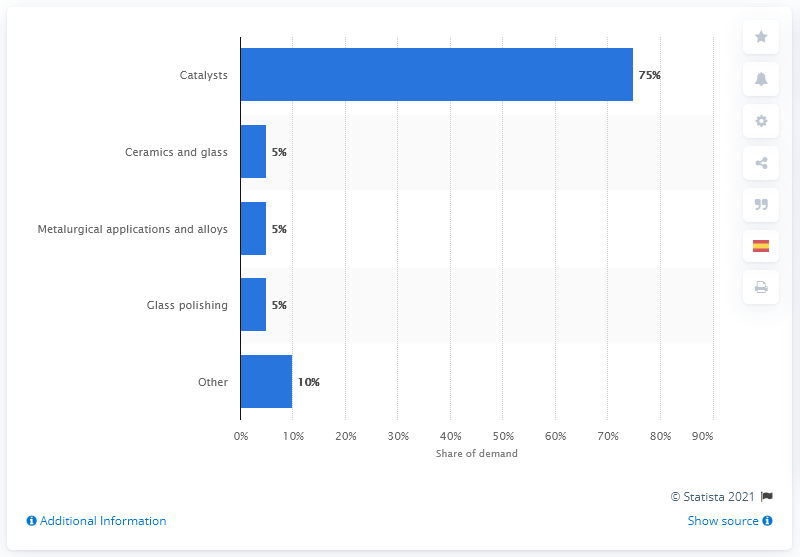 Catalysts
75%
Ceramics and glass
5%
Metalurgical applications and alloys
5%
Glass polishing
5%
Other
10%
0% 10% 20% 30% 40% 50% 60% 70% 80% 90%
Share of demand
© Statista 2021
Additional Information
Show source